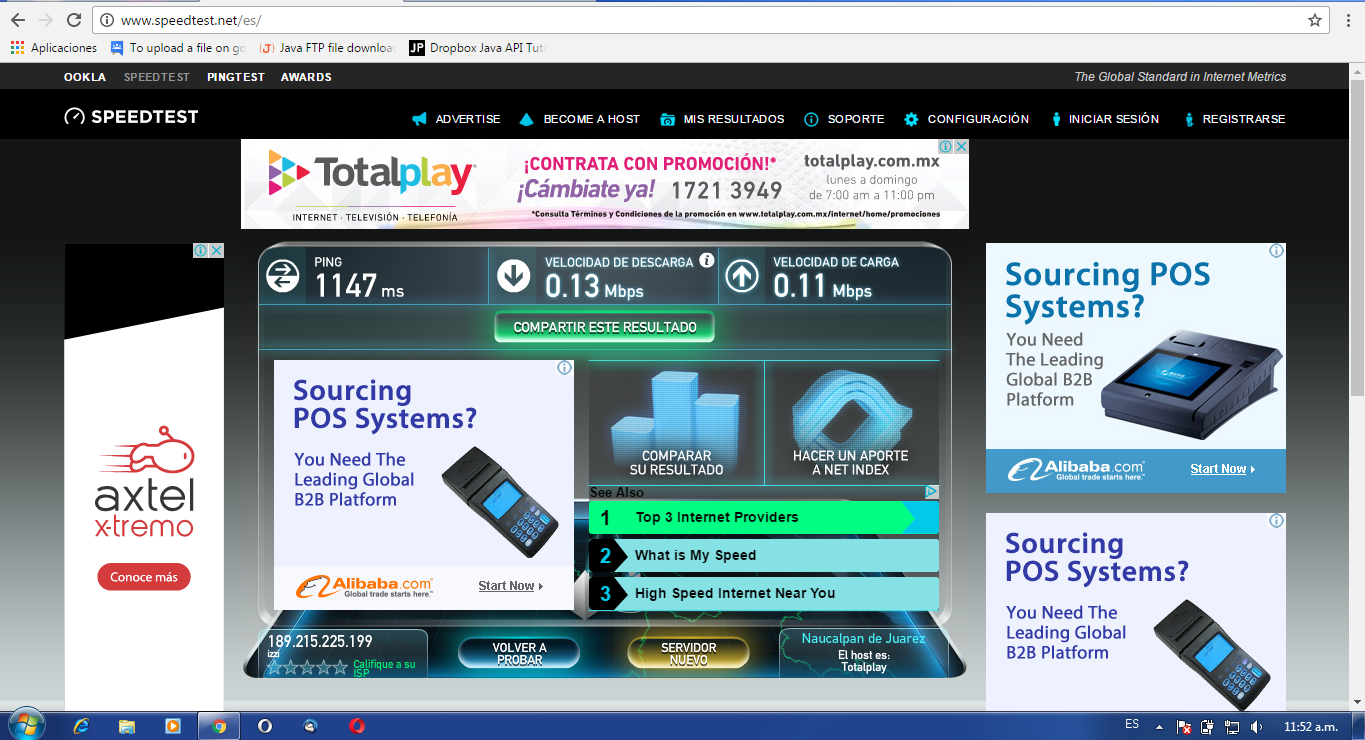 www.speedtest.net/es/
Aplicaciones
To upload a file on go
Java FTP file download
JP Dropbox Java API Tut
OOKLA SPEEDTEST PINGTEST AWARDS
The Global Standard in Internet Metrics
SPEEDTEST
ADVERTISE BECOME A HOST MIS RESULTADOS SOPORTE CONFIGURACIÓN INICIAR SESIÓN REGISTRARSE
Totalplay
INTERNET · TELEVISIÓN · TELEFONÍA
¡CONTRATA CON PROMOCIÓN!*
¡Cámbiate ya! 1721 3949
totalplay.com.mx
lunes a domingo
de 7:00 am a 11:00 pm
*Consulta Términos y Condiciones de la promoción en www.totalplay.com.mx/internet/home/promociones
axtel
x-tremo
Conoce más
PING
1147 ms
VELOCIDAD DE DESCARGA
0.13 Mbps
VELOCIDAD DE CARGA
0.11 Mbps
COMPARTIR ESTE RESULTADO
Sourcing
POS Systems?
You Need The
Leading Global
B2B Platform
Alibaba.com
Global trade starts here.™
Start Now
COMPARAR
SU RESULTADO
HACER UN APORTE
A NET INDEX
See Also
1 Top 3 Internet Providers
2 What is My Speed
3 High Speed Internet Near You
189.215.225.199
izzi
Califique a su
ISP
VOLVER A
PROBAR
SERVIDOR
NUEVO
Naucalpan de Juarez
El host es:
Totalplay
Sourcing POS
Systems?
You Need
The Leading
Global B2B
Platform
Alibaba.com
Global trade starts here.™
Start Now
Sourcing
POS Systems?
You Need The
Leading Global
B2B Platform
ES
11:52 a.m.